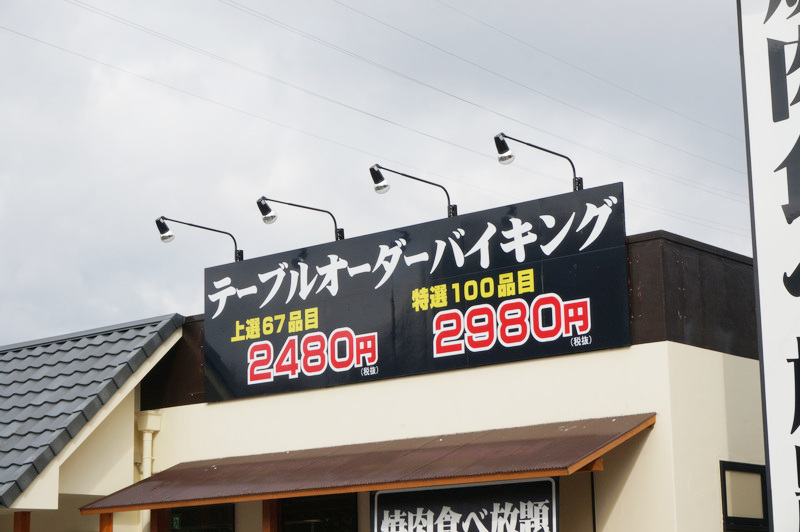 テーブルオーダーバイキング
上選67品目
2480円
(税抜)
特選100品目
2980円
(税抜)
焼肉食べ放題
肉食